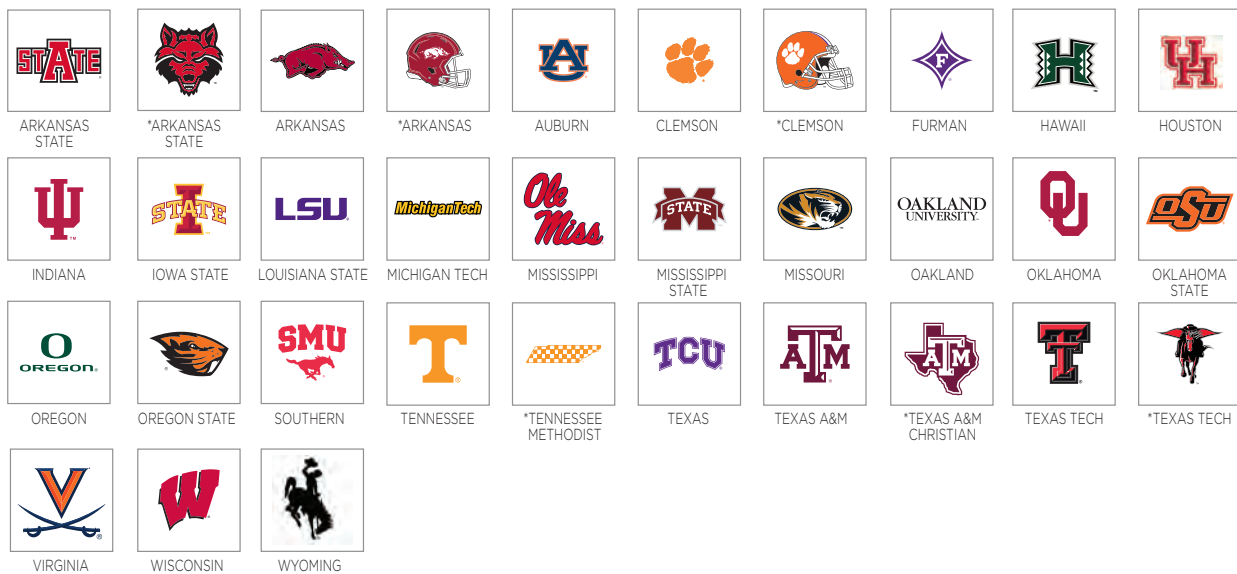 STATE
A
UH
ARKANSAS
STATE
*ARKANSAS
STATE
ARKANSAS
*ARKANSAS
AUBURN
CLEMSON
*CLEMSON
FURMAN
HAWAII
HOUSTON
AU
F
H
IU
STATE
LSU
MichiganTech
Ole
Miss
STATE
OAKLAND
UNIVERSITY
OU
OSU
INDIANA
IOWA STATE
LOUISIANA STATE
MICHIGAN TECH
MISSISSIPPI
MISSISSIPPI
STATE
MISSOURI
OAKLAND
OKLAHOMA
OKLAHOMA
STATE
O
OREGON
SMU
T
TCU
ATM
ATM
TT
OREGON
OREGON STATE
SOUTHERN
TENNESSEE
*TENNESSEE
METHODIST
TEXAS
TEXAS A&M
*TEXAS A&M
CHRISTIAN
TEXAS TECH
*TEXAS TECH
V
W
VIRGINIA
WISCONSIN
WYOMING